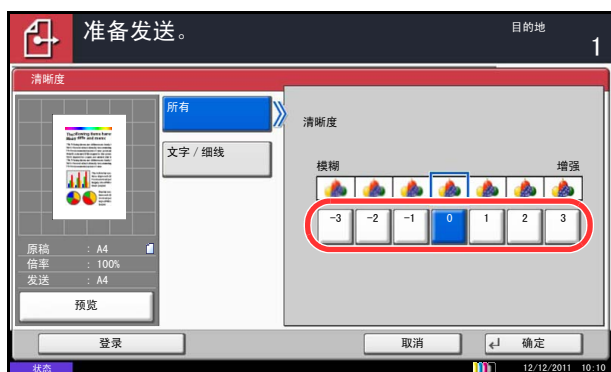 准备发送。
目的地
1
清晰度
所有
文字 / 细线
清晰度
模糊 增强
-3 -2 -1 0 1 2 3
原稿 : A4
倍率 : 100%
发送 : A4
预览
登录 取消 确定
状态 12/12/2011 10:10